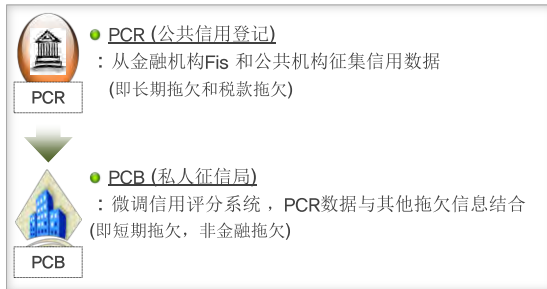 PCR (公共信用登记)
：从金融机构Fis 和公共机构征集信用数据
(即长期拖欠和税款拖欠)
PCR
PCB (私人征信局)
：微调信用评分系统 ，PCR数据与其他拖欠信息结合
(即短期拖欠，非金融拖欠)
PCB